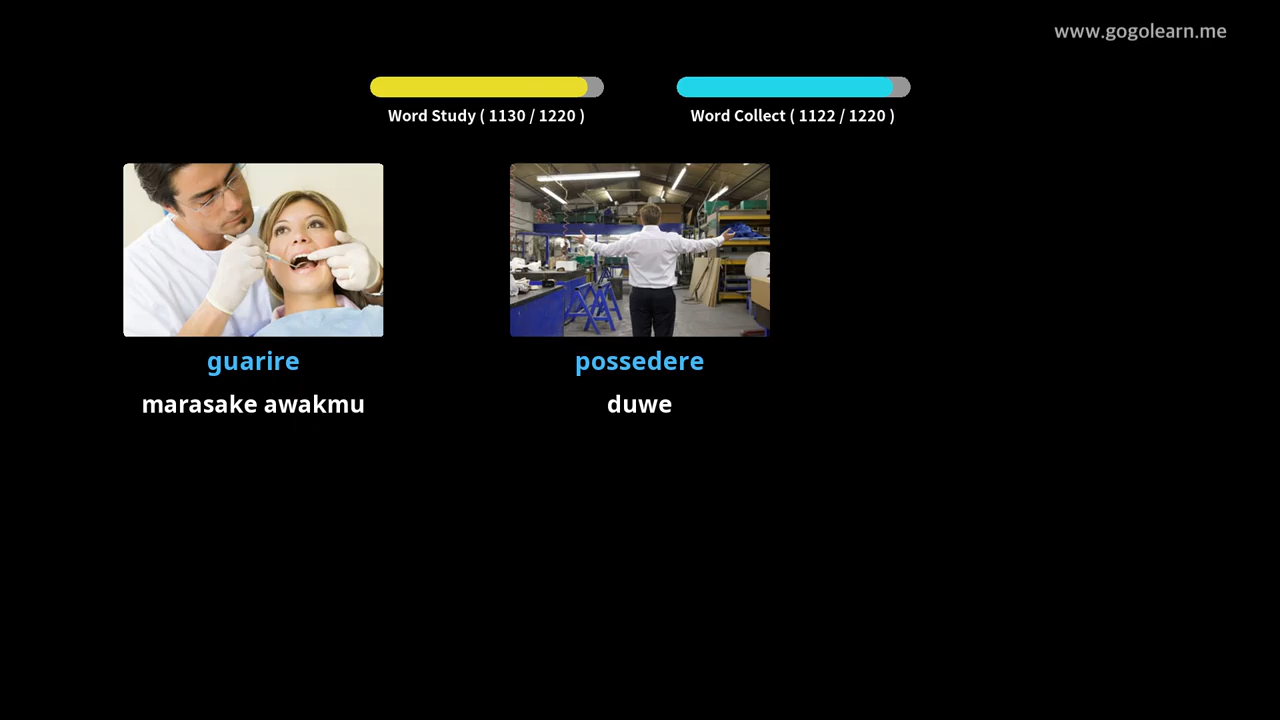 www.gogolearn.me
Word Study ( 1130 / 1220 )
Word Collect ( 1122 / 1220 )
guarire
possedere
marasake awakmu
duwe